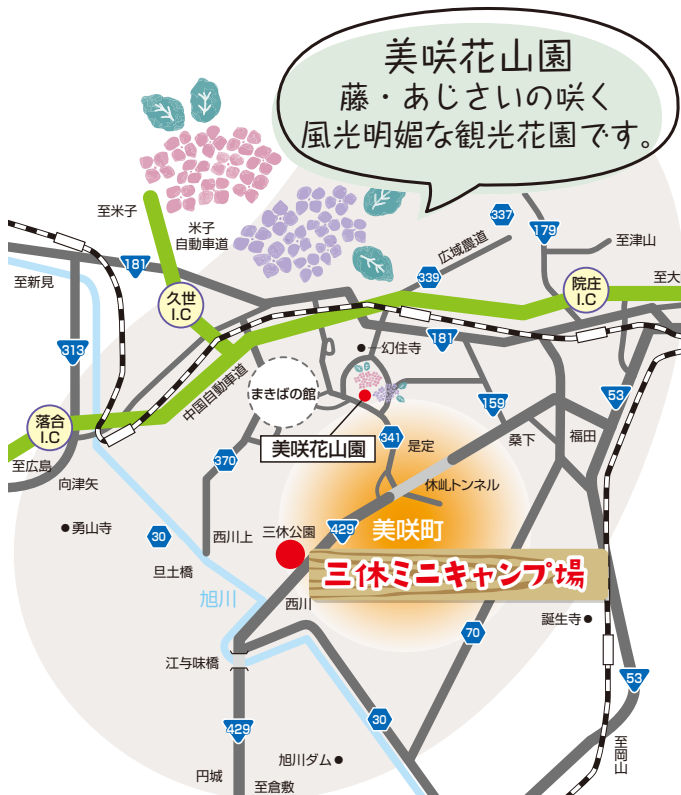 美咲花山園
藤・あじさいの咲く
風光明媚な観光花園です。
至米子
米子
自動車道
337
179
至津山
広域農道
339
181
至新見
久世
I.C
院庄
I.C
至大
313
181
幻住寺
中国自動車道
まきばの館
落合
I.C
159
53
美咲花山園
341
是定
桑下
福田
至広島
370
向津矢
休乢トンネル
勇山寺
30
西川上
三休公園
429
美咲町
三休ミニキャンプ場
旦土橋
旭川
西川
誕生寺
70
江与味橋
53
30
429
至岡山
旭川ダム
円城
至倉敷